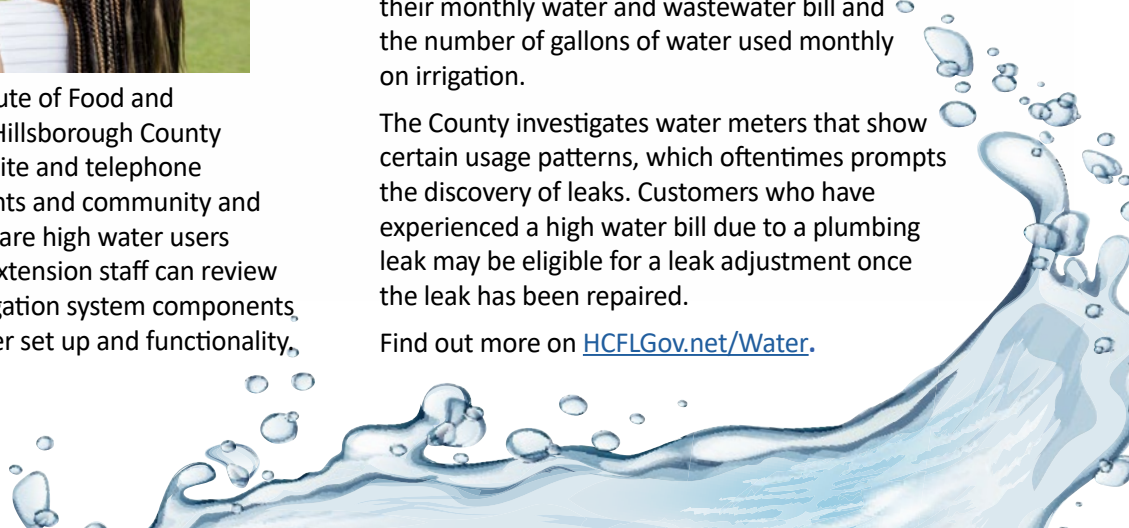 ute of Food and
Hillsborough County
ite and telephone
nts and community and
are high water users
xtension staff can review
gation system components
er set up and functionality.
their monthly water and wastewater bill and
the number of gallons of water used monthly
on irrigation.
The County investigates water meters that show
certain usage patterns, which oftentimes prompts
the discovery of leaks. Customers who have
experienced a high water bill due to a plumbing
leak may be eligible for a leak adjustment once
the leak has been repaired.
Find out more on HCFLGov.net/Water.